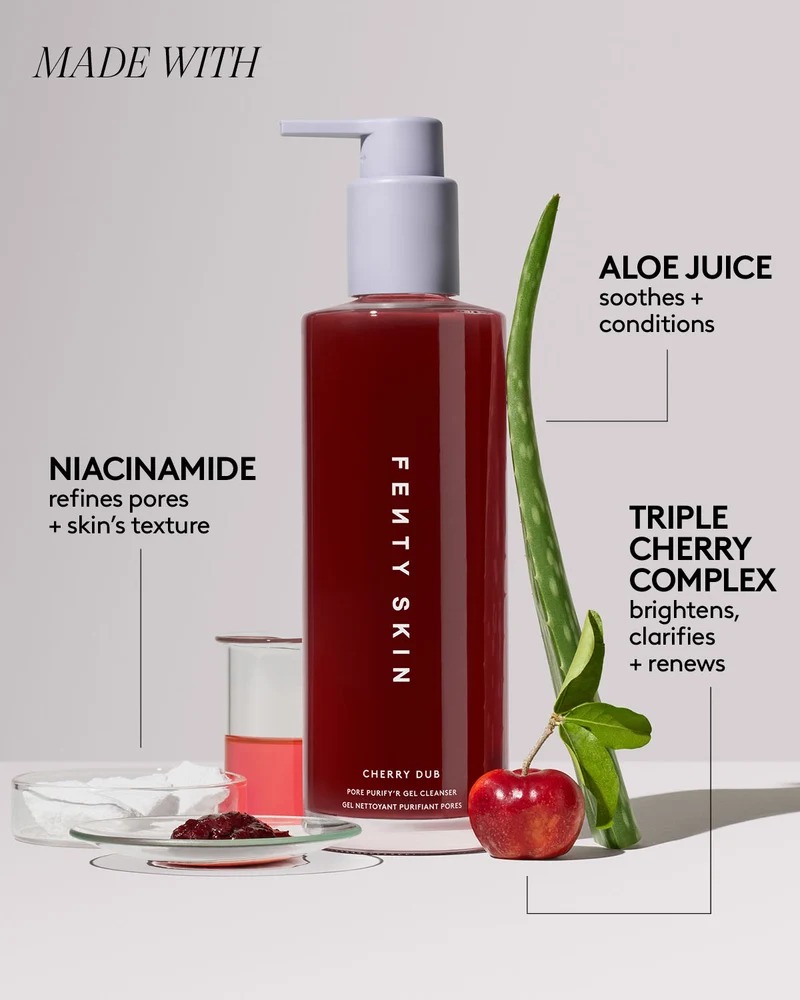 MADE WITH
ALOE JUICE
soothes +
conditions
NIACINAMIDE
refines pores
+ skin's texture
TRIPLE
CHERRY
COMPLEX
brightens,
clarifies
+ renews
FEИTY SKIN
CHERRY DUB
PORE PURIFY'R GEL CLEANSER
GEL NETTOYANT PURIFIANT PORES